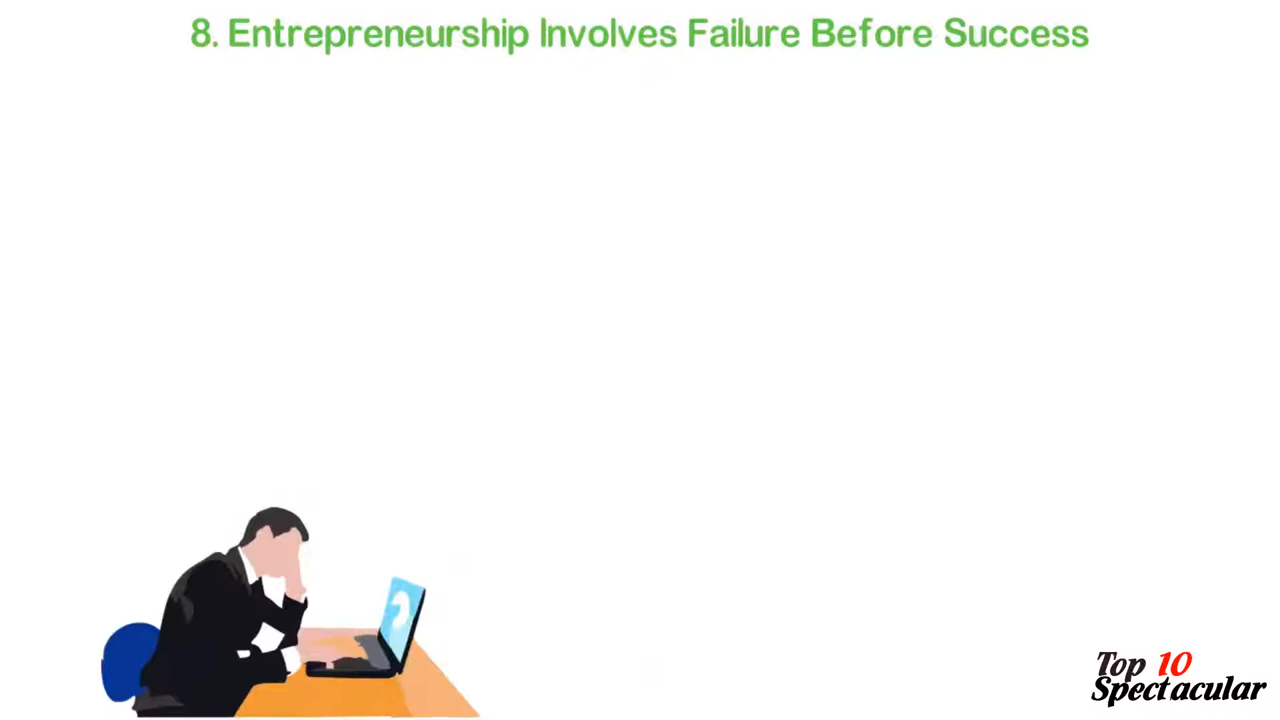 8. Entrepreneurship Involves Failure Before Success
Top 10
Spectacular